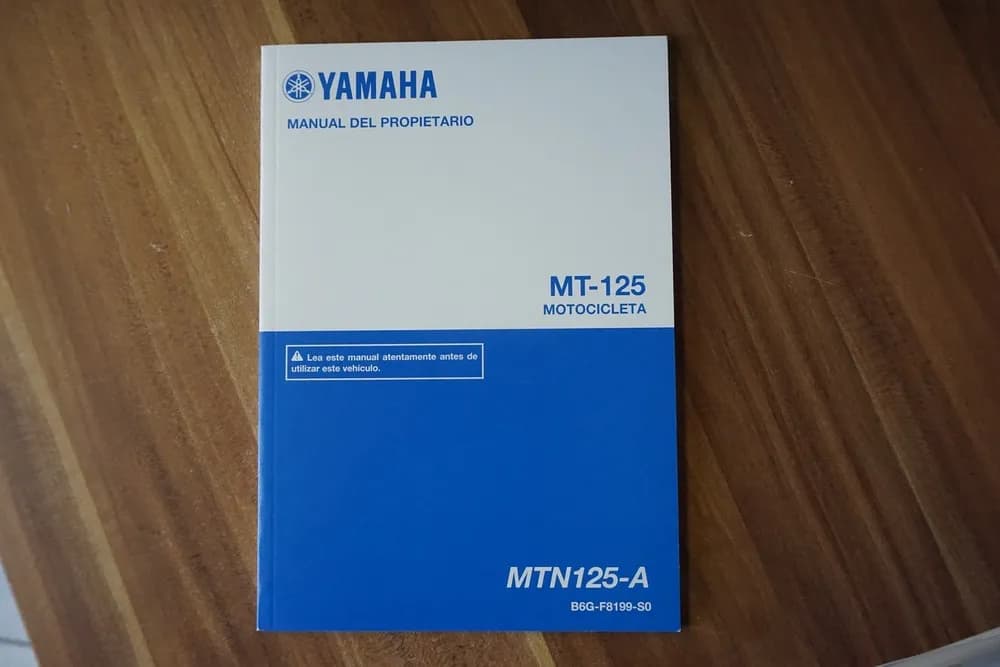 YAMAHA
MANUAL DEL PROPIETARIO
MT-125
MOTOCICLETA
Lea este manual atentamente antes de
utilizar este vehículo.
MTN125-A
B6G-F8199-S0